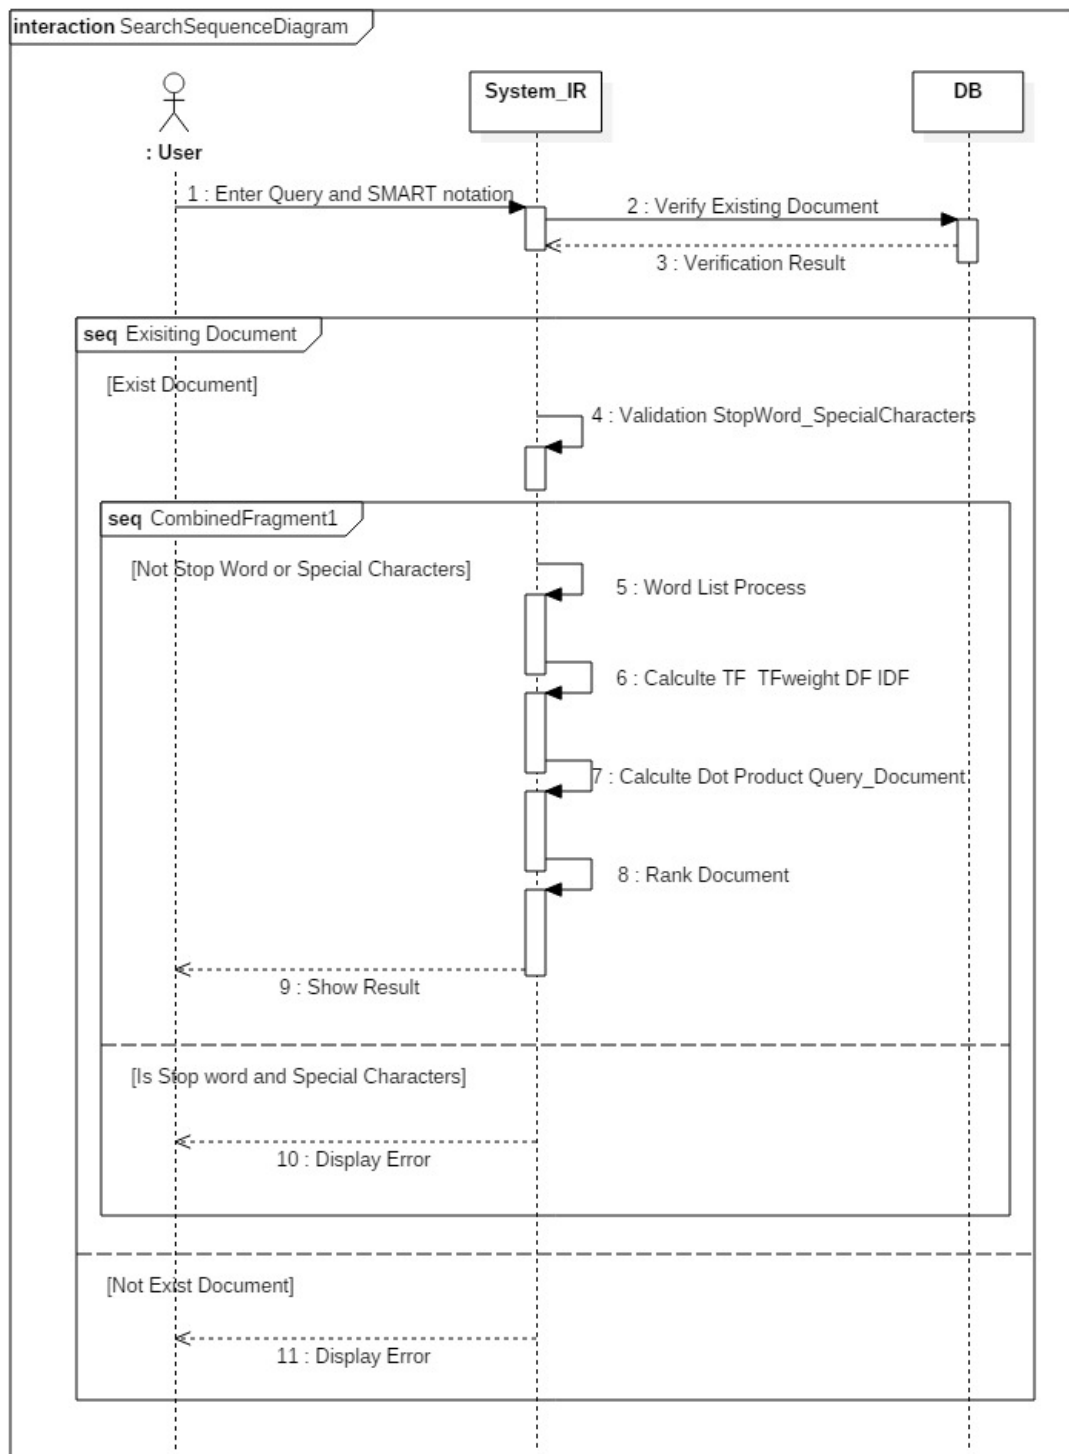 interaction SearchSequenceDiagram
System_IR
DB
: User
1 : Enter Query and SMART notation
2 : Verify Existing Document
3 : Verification Result
seq Exisiting Document
[Exist Document]
4 : Validation StopWord_SpecialCharacters
seq CombinedFragment1
[Not Stop Word or Special Characters]
5 : Word List Process
6 : Calculte TF  TFweight DF IDF
7 : Calculte Dot Product Query_Document
8 : Rank Document
9 : Show Result
[Is Stop word and Special Characters]
10 : Display Error
[Not Exist Document]
11 : Display Error